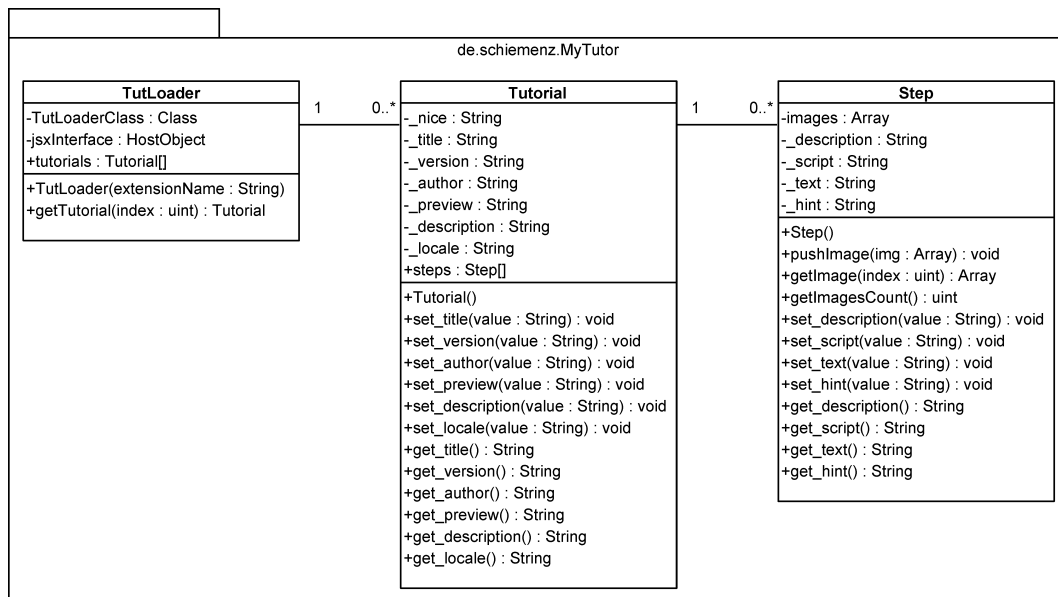 de.schiemenz.MyTutor
TutLoader
-TutLoaderClass : Class
-jsxInterface : HostObject
+tutorials : Tutorial[]
+TutLoader(extensionName : String)
+getTutorial(index : uint) : Tutorial
1
0..*
Tutorial
-_nice : String
-_title : String
-_version : String
-_author : String
-_preview : String
-_description : String
-_locale : String
+steps : Step[]
+Tutorial()
+set_title(value : String) : void
+set_version(value : String) : void
+set_author(value : String) : void
+set_preview(value : String) : void
+set_description(value : String) : void
+set_locale(value : String) : void
+get_title() : String
+get_version() : String
+get_author() : String
+get_preview() : String
+get_description() : String
+get_locale() : String
1
0..*
Step
-images : Array
-_description : String
-_script : String
-_text : String
-_hint : String
+Step()
+pushImage(img : Array) : void
+getImage(index : uint) : Array
+getImagesCount() : uint
+set_description(value : String) : void
+set_script(value : String) : void
+set_text(value : String) : void
+set_hint(value : String) : void
+get_description() : String
+get_script() : String
+get_text() : String
+get_hint() : String